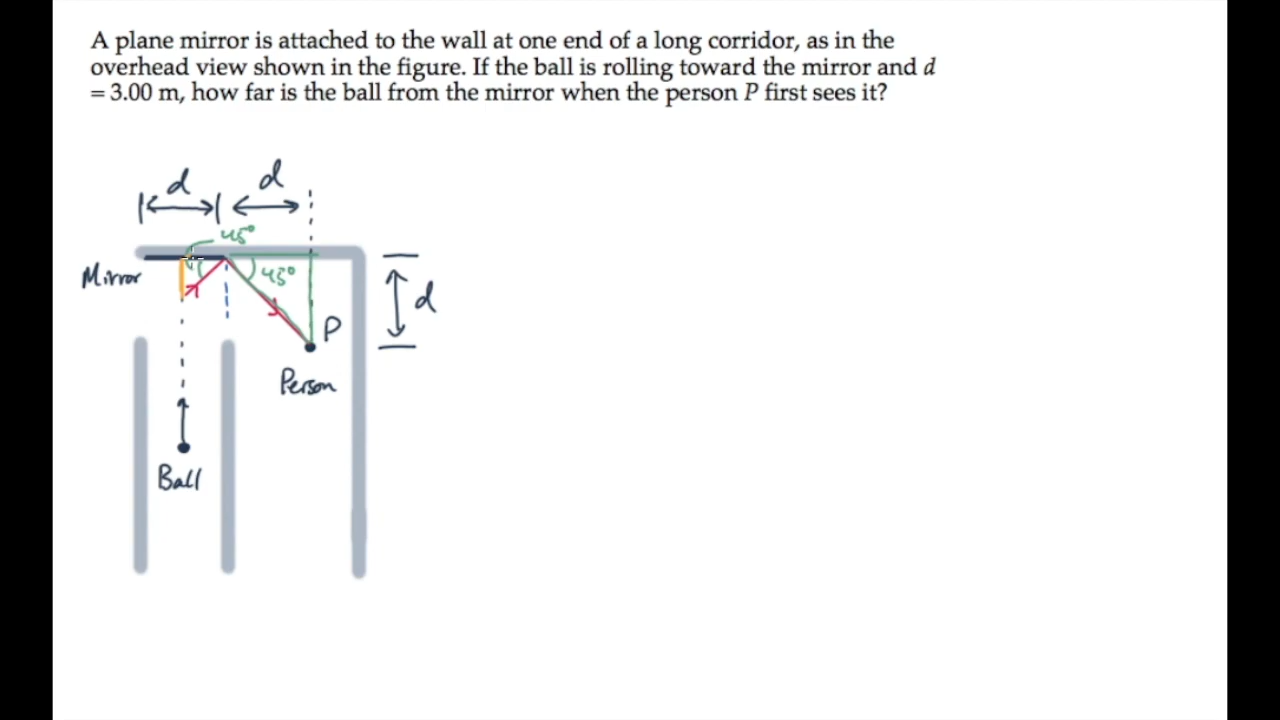 A plane mirror is attached to the wall at one end of a long corridor, as in the
overhead view shown in the figure. If the ball is rolling toward the mirror and d
= 3.00 m, how far is the ball from the mirror when the person P first sees it?
d
d
45°
Mirror
45°
d
P
Person
Ball